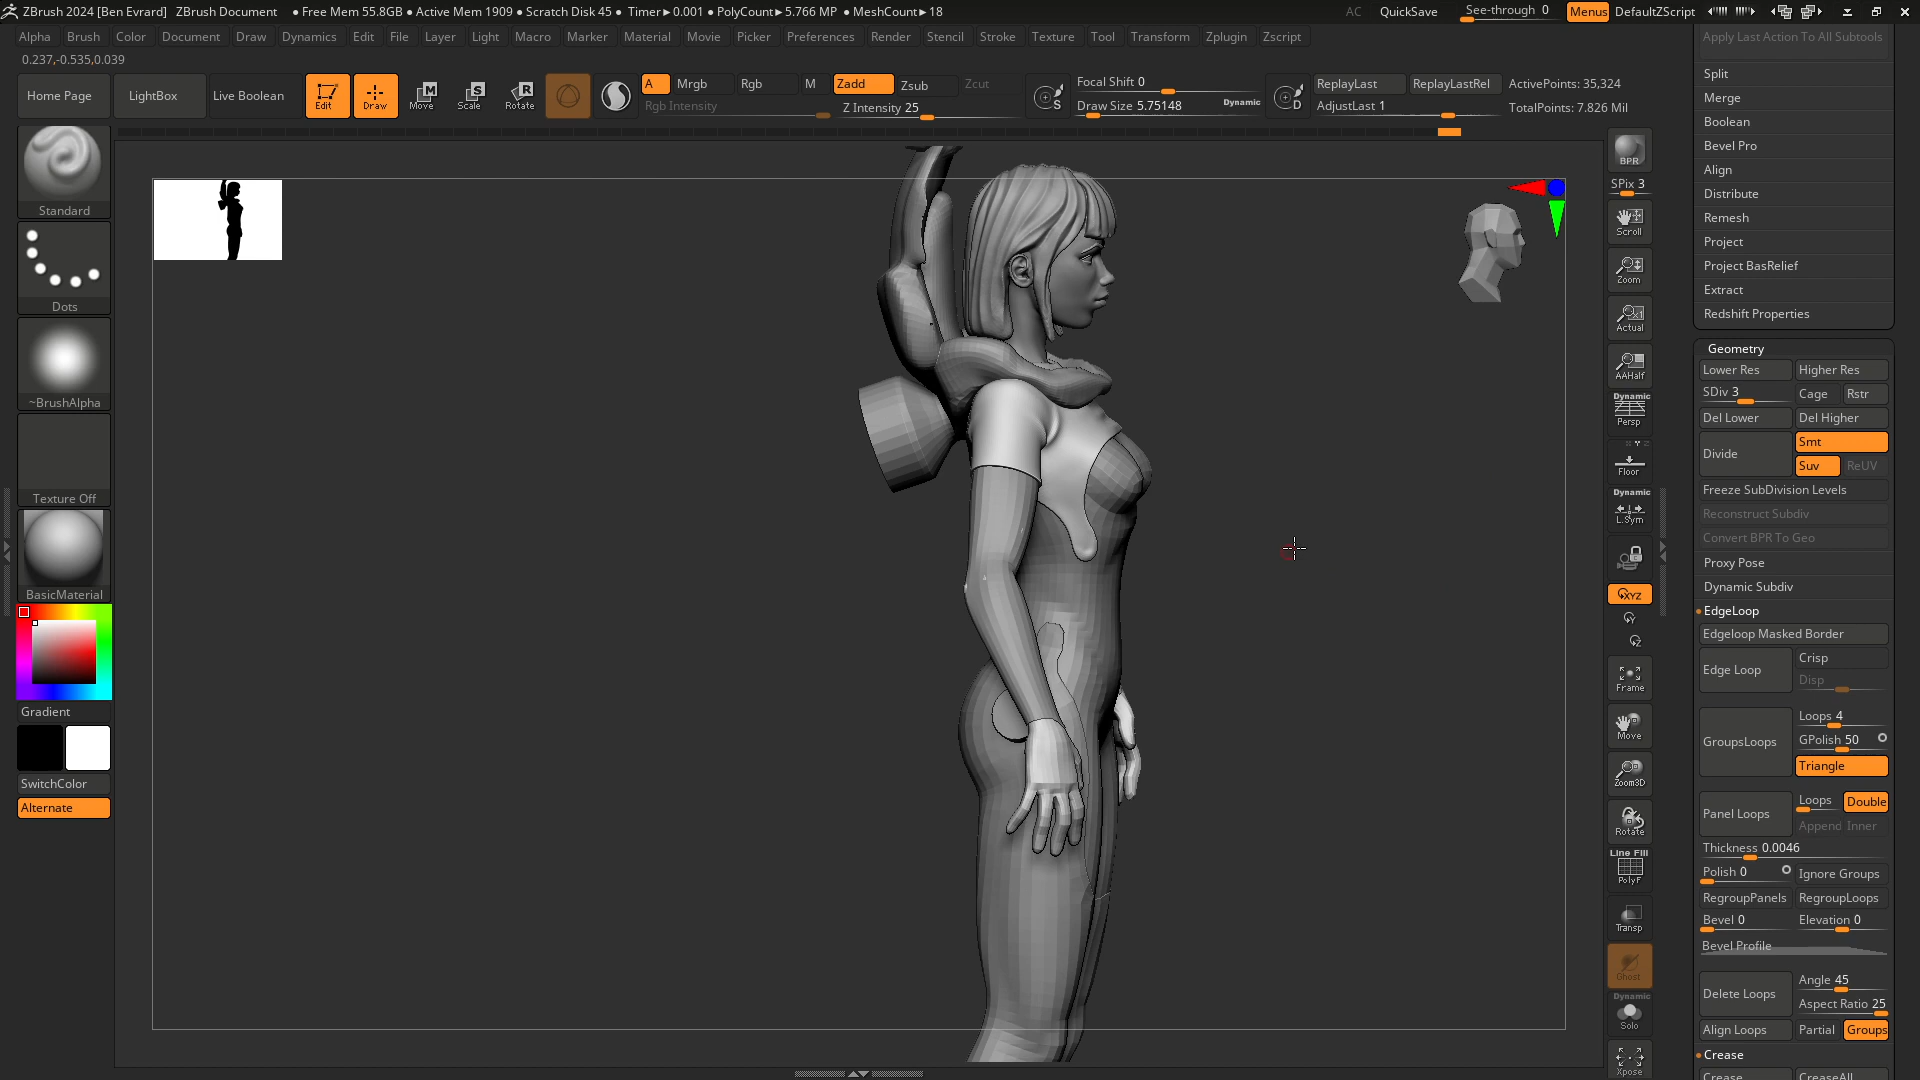 ZBrush 2024 [Ben Evrard] ZBrush Document ● Free Mem 55.8GB ● Active Mem 1909 ● Scratch Disk 45 ● Timer►0.001 ● PolyCount►5.766 MP ● MeshCount►18 AC QuickSave See-through 0 Menus DefaultZScript
Alpha Brush Color Document Draw Dynamics Edit File Layer Light Macro Marker Material Movie Picker Preferences Render Stencil Stroke Texture Tool Transform Zplugin Zscript
0.237,-0.535,0.039
Home Page LightBox Live Boolean Edit Draw Move Scale Rotate
A Mrgb Rgb M Zadd Zsub Zcut
Rgb Intensity Z Intensity 25
S Focal Shift 0
Draw Size 5.75148 Dynamic
D ReplayLast ReplayLastRel ActivePoints: 35,324
AdjustLast 1 TotalPoints: 7.826 Mil
Standard
Dots
~BrushAlpha
Texture Off
BasicMaterial
Gradient
SwitchColor
Alternate
BPR
SPix 3
Scroll
Zoom
Actual
AAHalf
Dynamic
Persp
Floor
Dynamic
L.Sym
XYZ
Y
Z
Frame
Move
Zoom3D
Rotate
Line Fill
PolyF
Transp
Ghost
Dynamic
Solo
Xpose
Apply Last Action To All Subtools
Split
Merge
Boolean
Bevel Pro
Align
Distribute
Remesh
Project
Project BasRelief
Extract
Redshift Properties
Geometry
Lower Res Higher Res
SDiv 3 Cage Rstr
Del Lower Del Higher
Divide Smt
Suv ReUV
Freeze SubDivision Levels
Reconstruct Subdiv
Convert BPR To Geo
Proxy Pose
Dynamic Subdiv
EdgeLoop
Edgeloop Masked Border
Edge Loop Crisp
Disp
GroupsLoops Loops 4
GPolish 50
Triangle
Panel Loops Loops Double
Append Inner
Thickness 0.0046
Polish 0 Ignore Groups
RegroupPanels RegroupLoops
Bevel 0 Elevation 0
Bevel Profile
Delete Loops Angle 45
Aspect Ratio 25
Align Loops Partial Groups
Crease
Crease CreaseAll